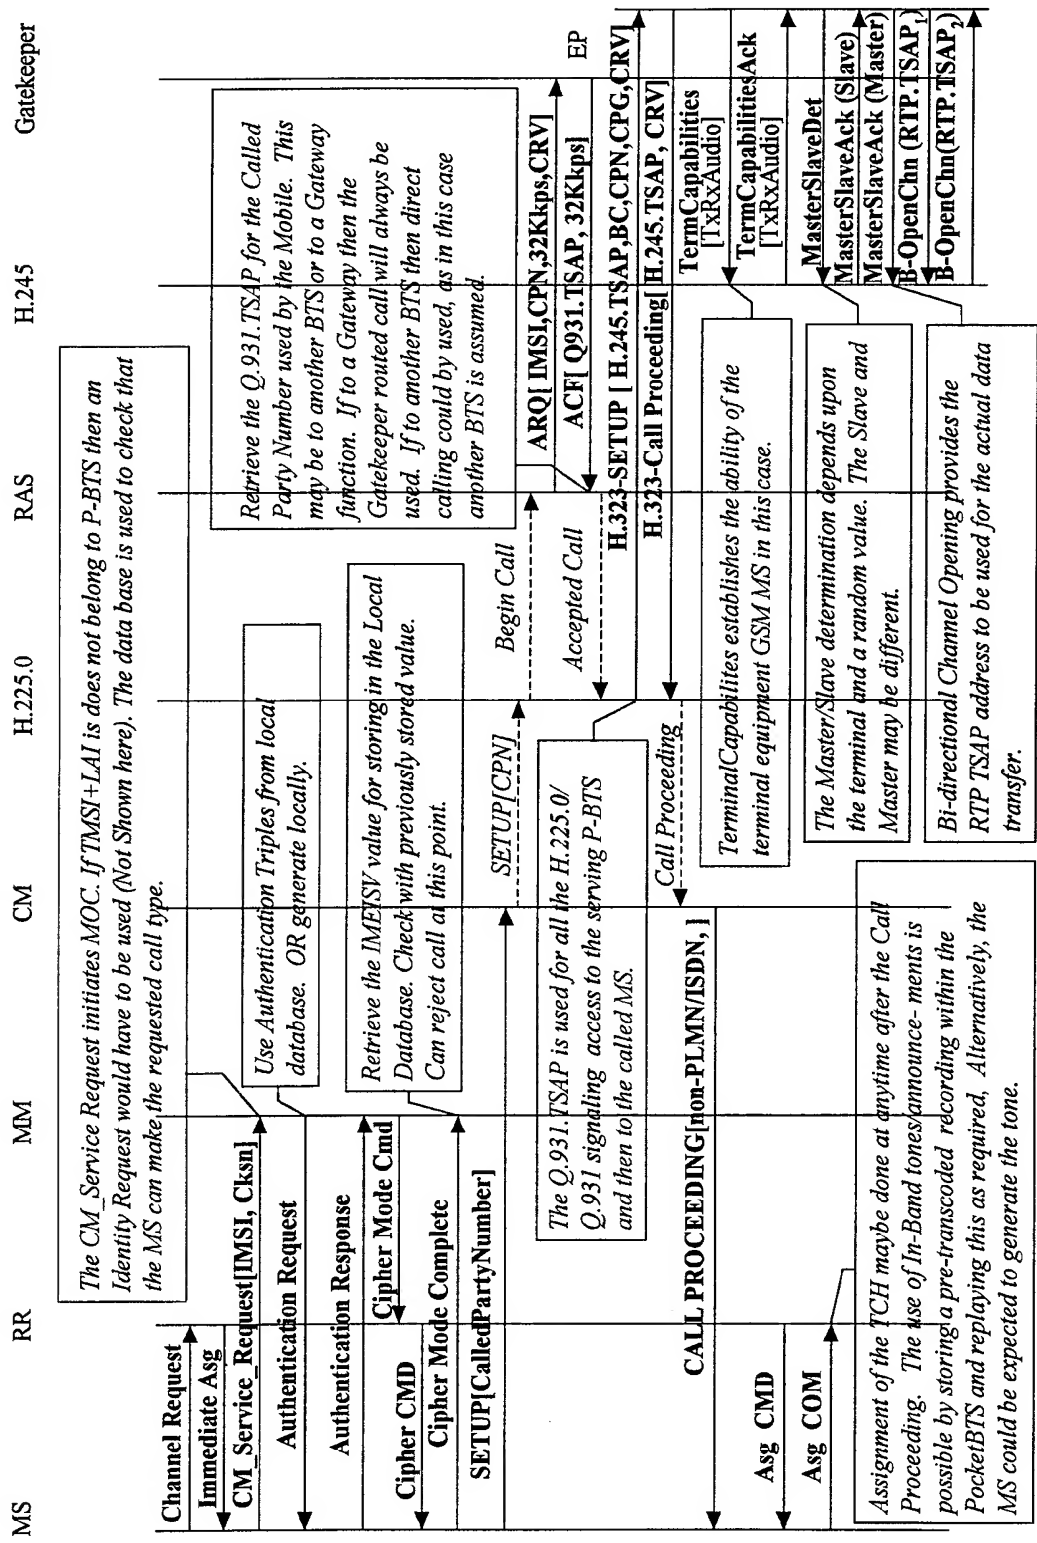 MS
RR
MM
CM
H.225.0
RAS
H.245
Gatekeeper
The CM_Service Request initiates MOC. If TMSI+LAI is does not belong to P-BTS then an
Identity Request would have to be used (Not Shown here). The data base is used to check that
the MS can make the requested call type.
Channel Request
Immediate Asg
CM_Service_Request[IMSI, Cksn]
Authentication Request
Use Authentication Triples from local
database. OR generate locally.
Authentication Response
Cipher Mode Cmd
Cipher CMD
Cipher Mode Complete
Retrieve the IMEISV value for storing in the Local
Database. Check with previously stored value.
Can reject call at this point.
SETUP[CalledPartyNumber]
SETUP[CPN]
Begin Call
Retrieve the Q.931.TSAP for the Called
Party Number used by the Mobile. This
may be to another BTS or to a Gateway
function. If to a Gateway then the
Gatekeeper routed call will always be
used. If to another BTS then direct
calling could by used, as in this case
another BTS is assumed.
ARQ[ IMSI,CPN,32Kkps,CRV]
ACF[ Q931.TSAP, 32Kkps]
EP
Accepted Call
The Q.931.TSAP is used for all the H.225.0/
Q.931 signaling access to the serving P-BTS
and then to the called MS.
H.323-SETUP [ H.245.TSAP,BC,CPN,CPG,CRV]
H.323-Call Proceeding[ H.245.TSAP, CRV]
Call Proceeding
CALL PROCEEDING[non-PLMN/ISDN, ]
TermCapabilities
[TxRxAudio]
TermCapabilitiesAck
[TxRxAudio]
TerminalCapabilites establishes the ability of the
terminal equipment GSM MS in this case.
Asg CMD
Asg COM
MasterSlaveDet
MasterSlaveAck (Slave)
MasterSlaveAck (Master)
The Master/Slave determination depends upon
the terminal and a random value. The Slave and
Master may be different.
B-OpenChn (RTP.TSAP1)
B-OpenChn(RTP.TSAP2)
Bi-directional Channel Opening provides the
RTP TSAP address to be used for the actual data
transfer.
Assignment of the TCH maybe done at anytime after the Call
Proceeding. The use of In-Band tones/announce- ments is
possible by storing a pre-transcoded recording within the
PocketBTS and replaying this as required, Alternatively, the
MS could be expected to generate the tone.